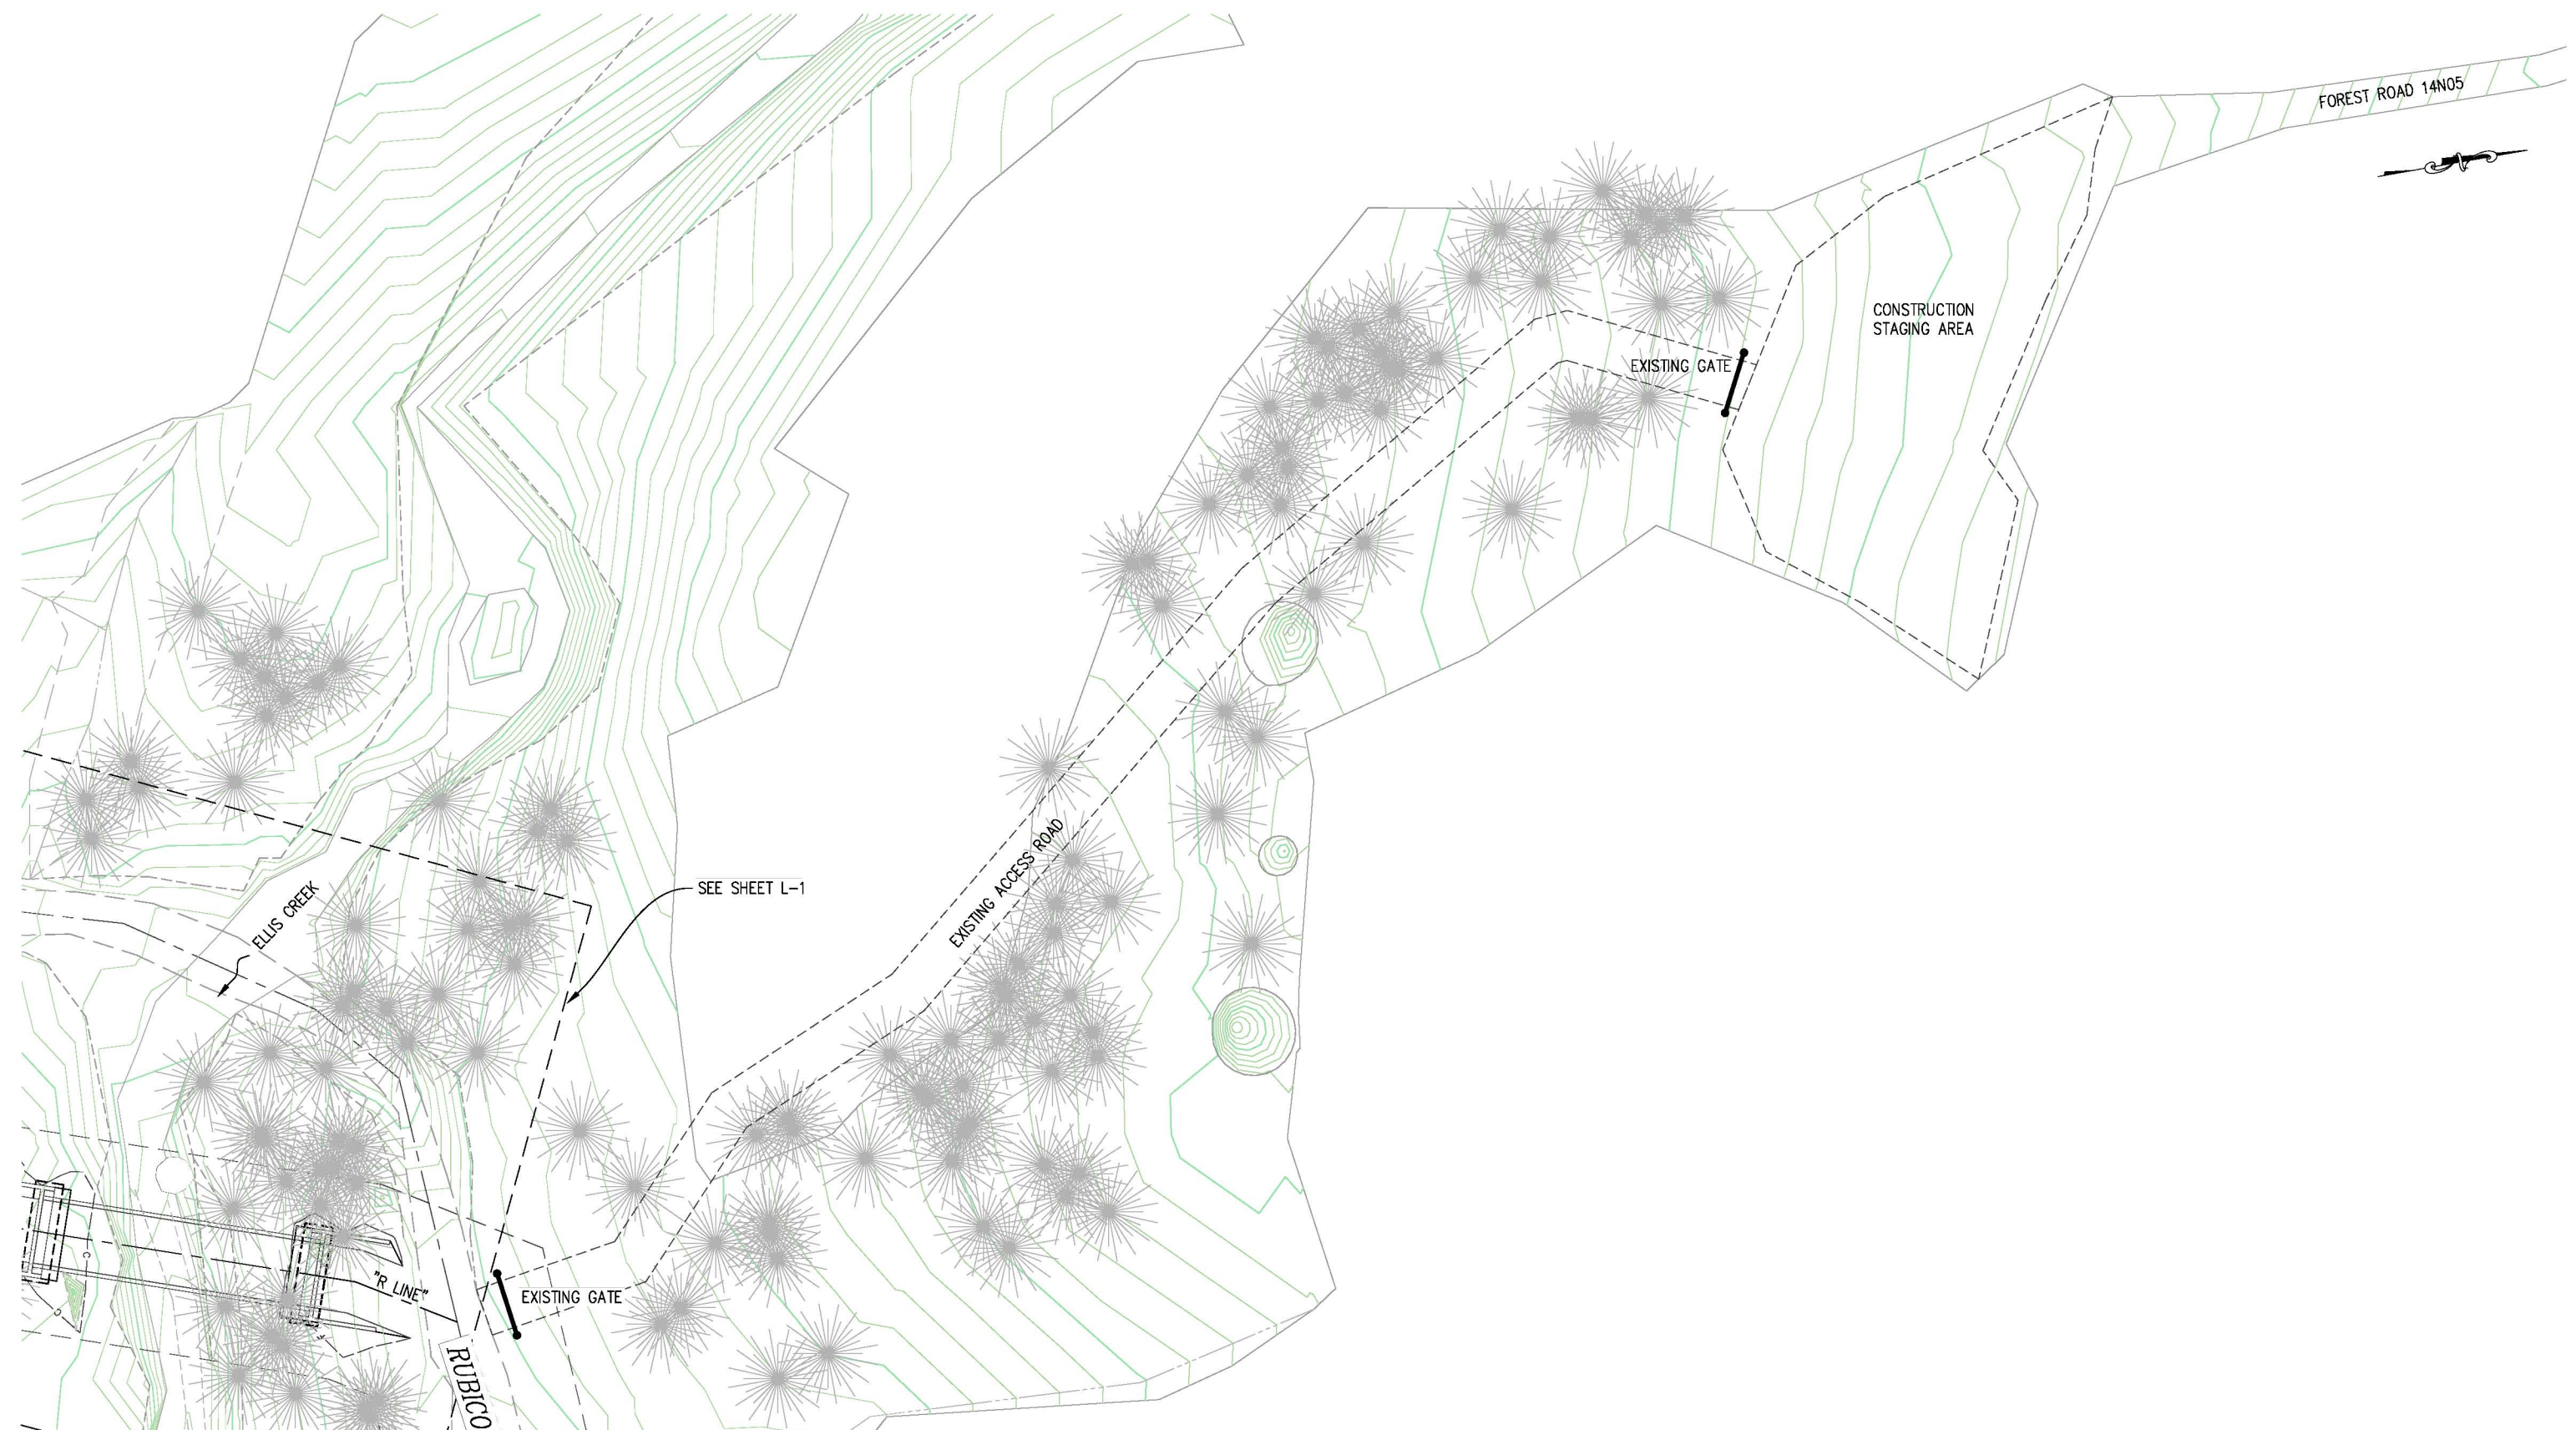 FOREST ROAD 14N05
CONSTRUCTION
STAGING AREA
EXISTING GATE
EXISTING ACCESS ROAD
SEE SHEET L-1
ELLIS CREEK
"R LINE"
EXISTING GATE
RUBICO
C
C
F